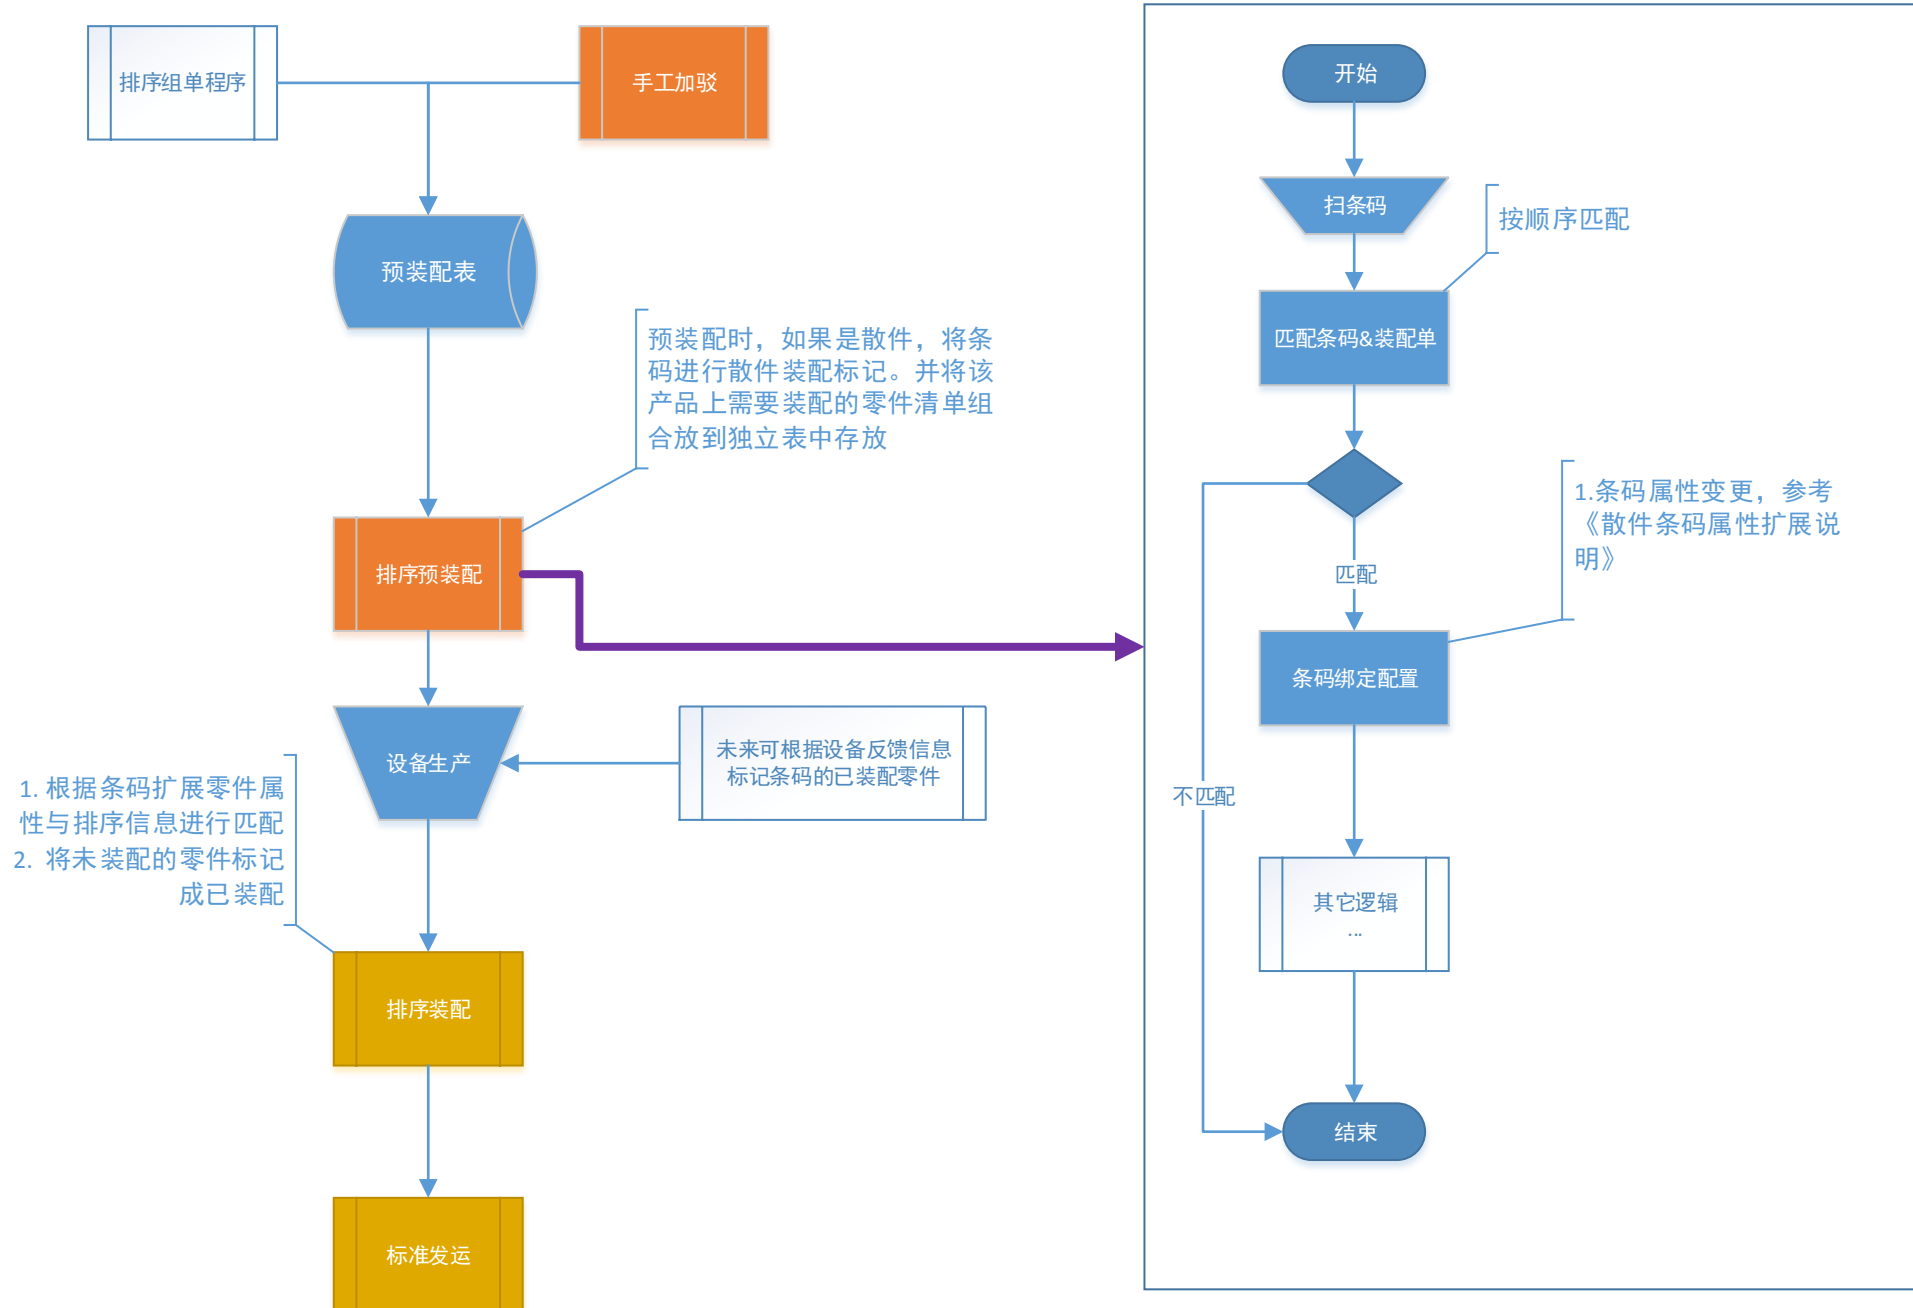 排序组单程序
手工加驳
预装配表
预装配时，如果是散件，将条
码进行散件装配标记。并将该
产品上需要装配的零件清单组
合放到独立表中存放
排序预装配
设备生产
未来可根据设备反馈信息
标记条码的已装配零件
1. 根据条码扩展零件属
性与排序信息进行匹配
2. 将未装配的零件标记
成已装配
排序装配
标准发运
开始
扫条码
按顺序匹配
匹配条码&装配单
1.条码属性变更，参考
《散件条码属性扩展说
明》
匹配
条码绑定配置
不匹配
其它逻辑
...
结束